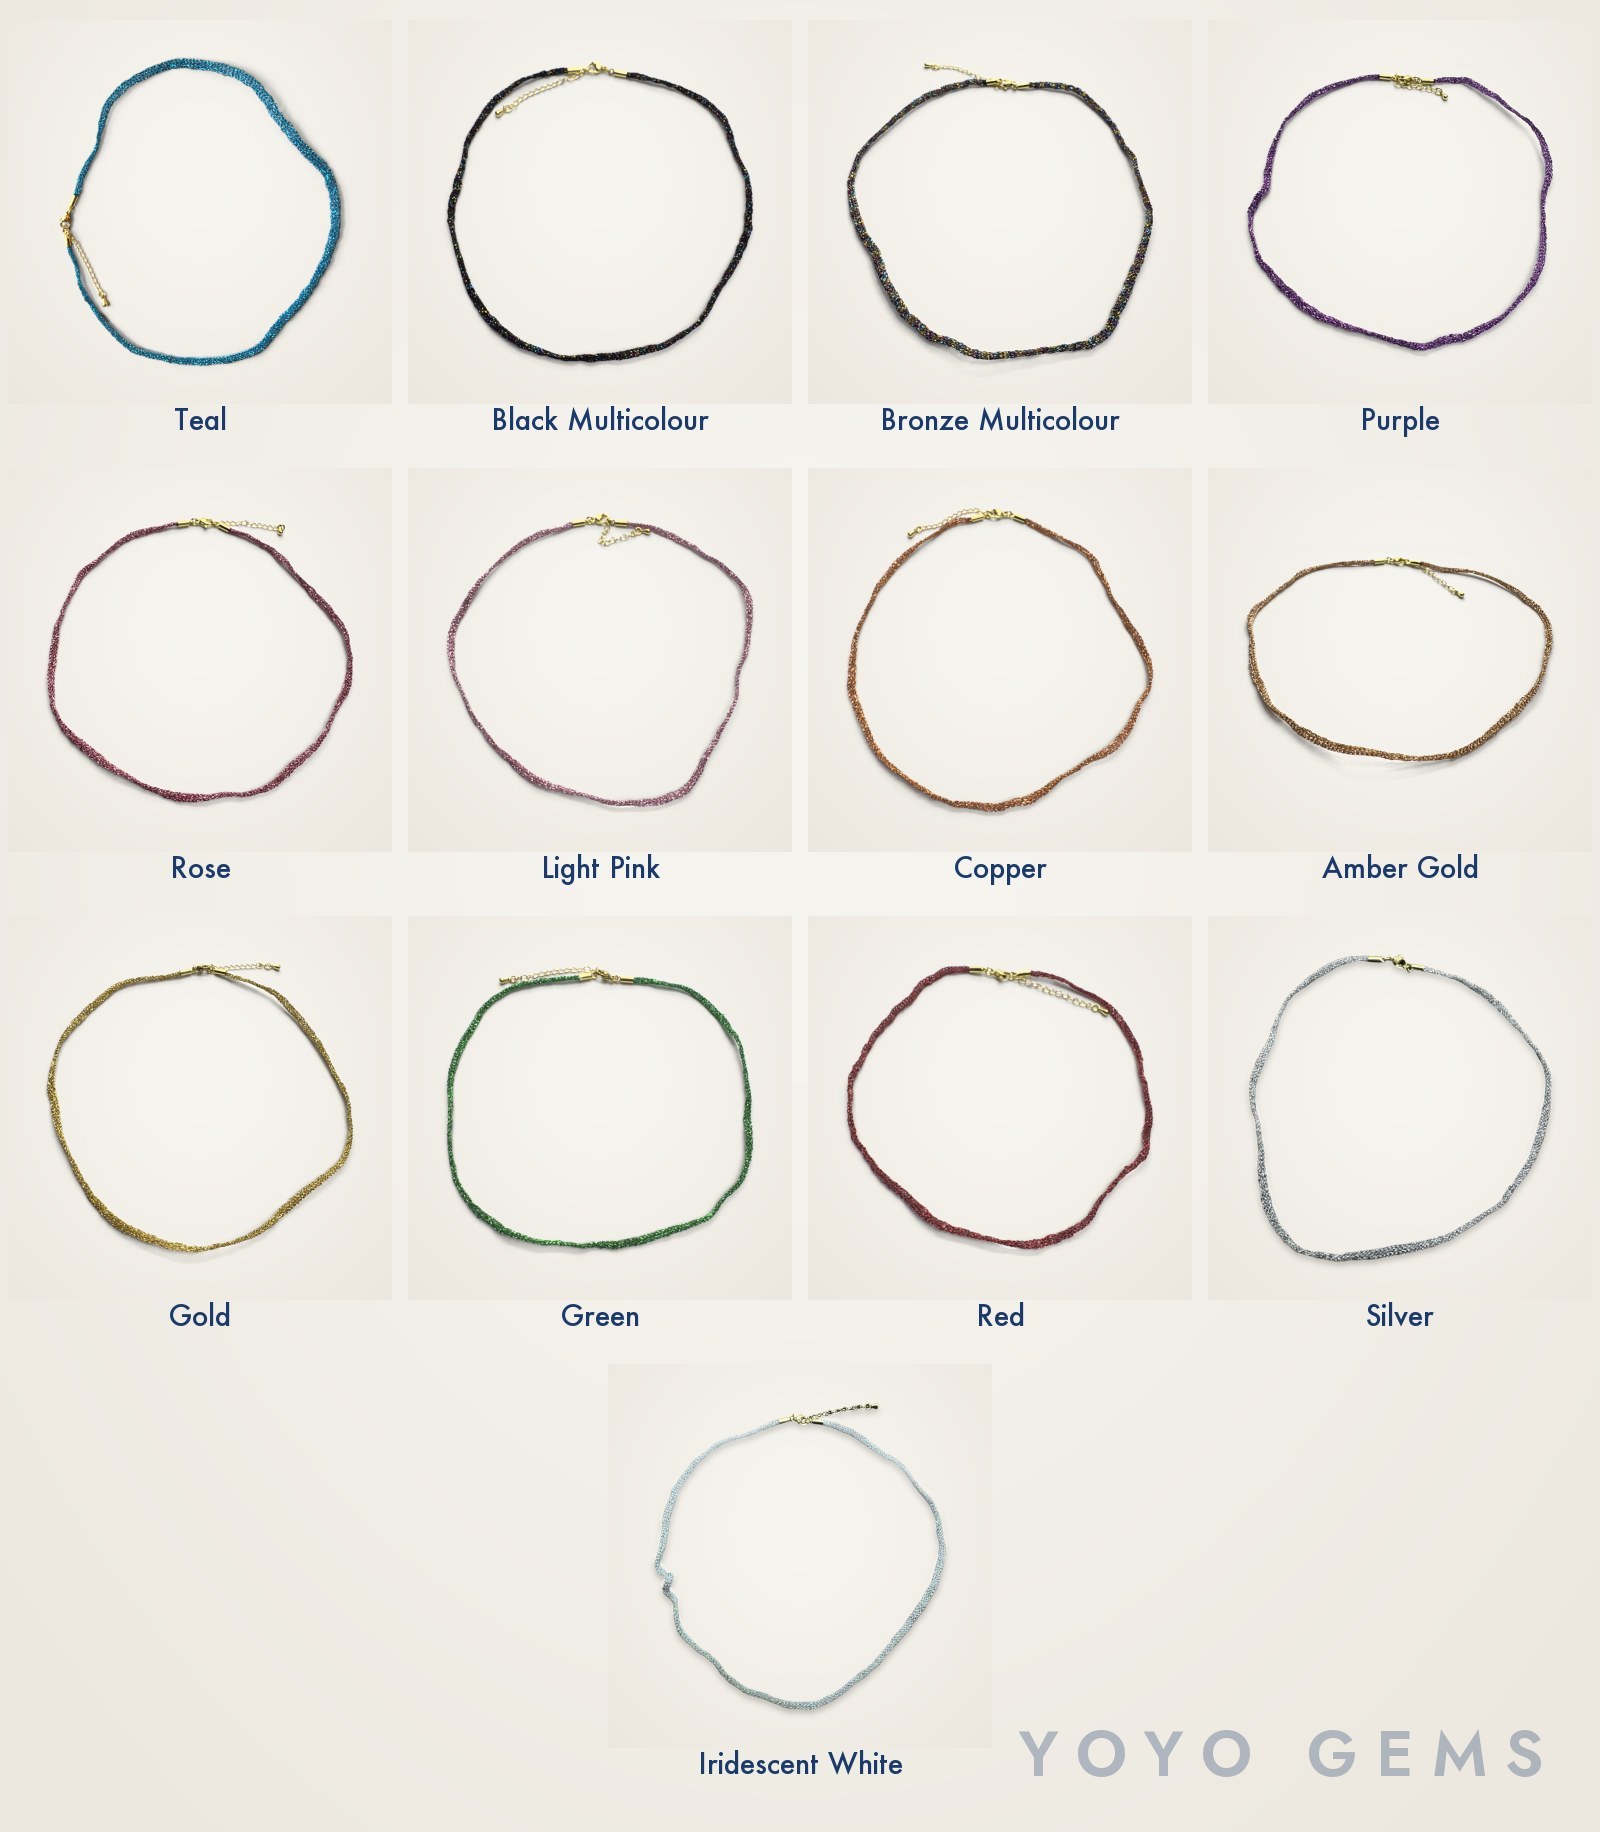 Teal
Black Multicolour
Bronze Multicolour
Purple
Rose
Light Pink
Copper
Amber Gold
Gold
Green
Red
Silver
Iridescent White
YOYO GEMS